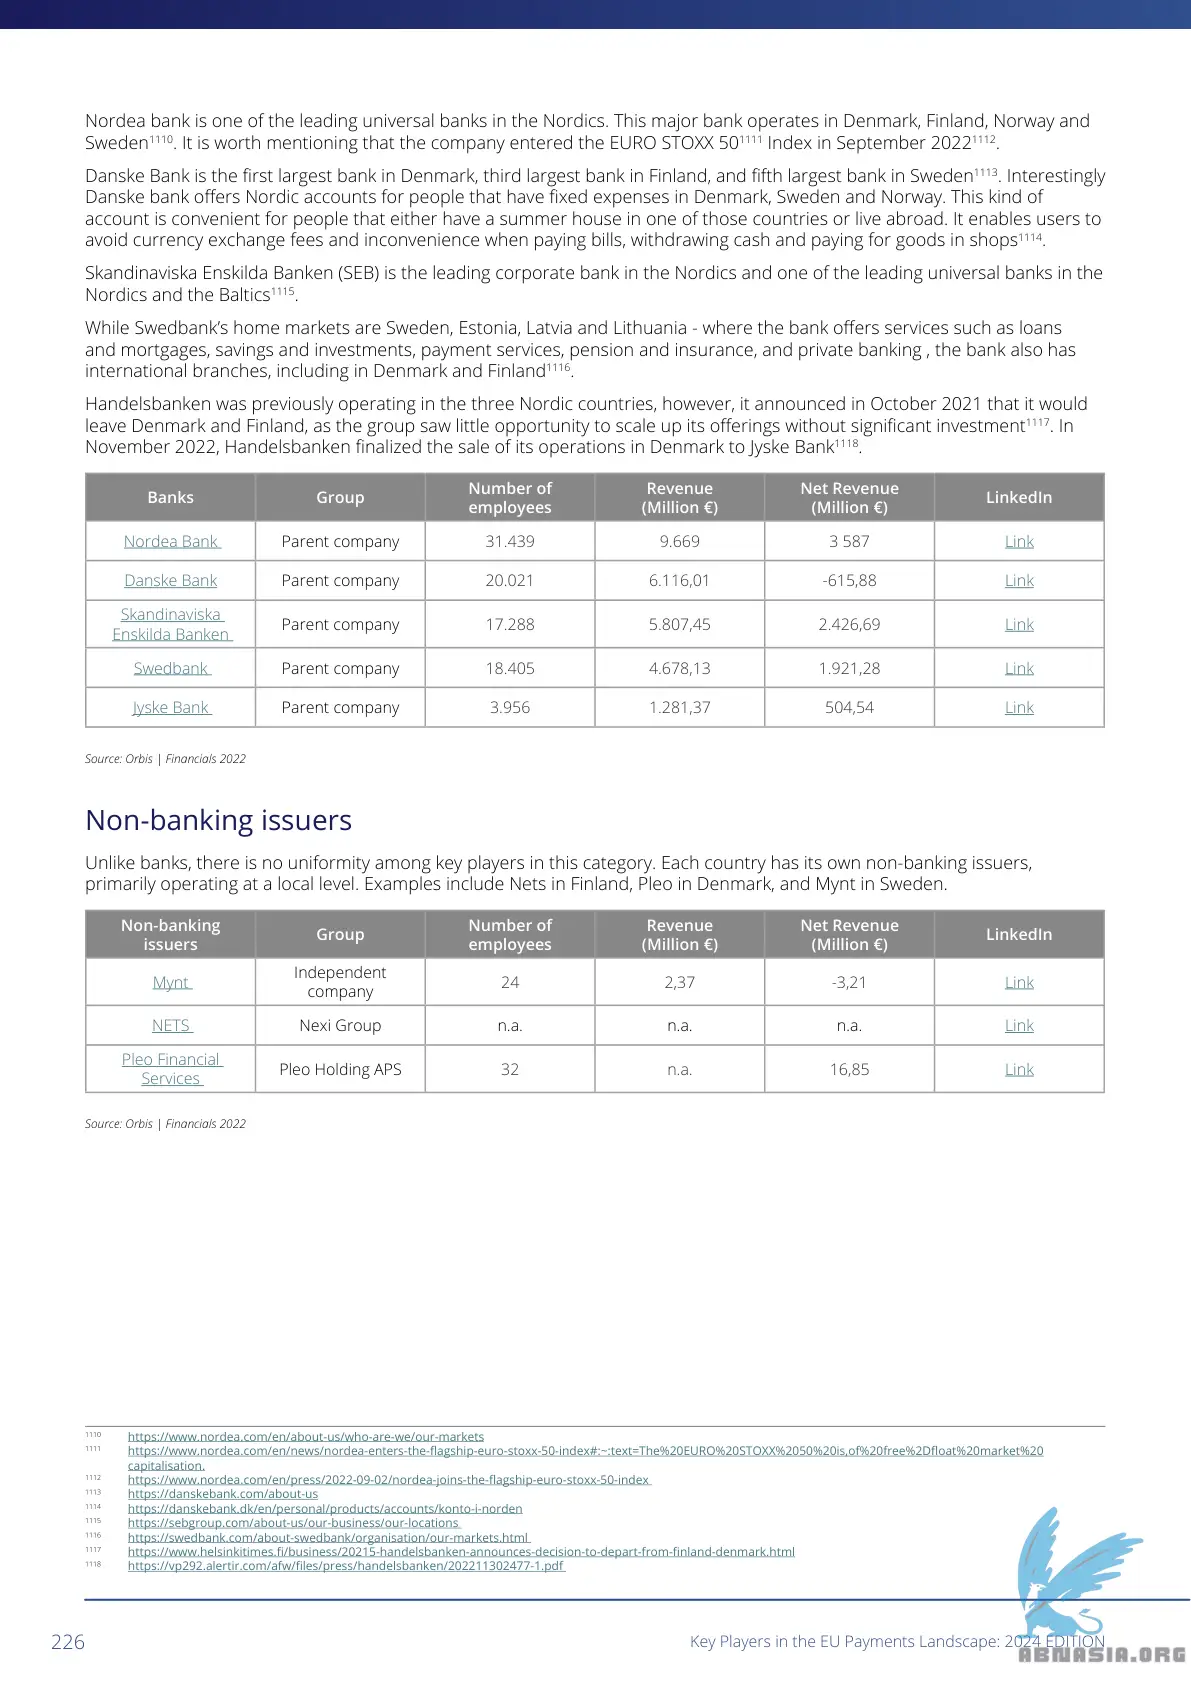 Nordea bank is one of the leading universal banks in the Nordics. This major bank operates in Denmark, Finland, Norway and
Sweden1110. It is worth mentioning that the company entered the EURO STOXX 501111 Index in September 20221112.
Danske Bank is the first largest bank in Denmark, third largest bank in Finland, and fifth largest bank in Sweden1113. Interestingly
Danske bank offers Nordic accounts for people that have fixed expenses in Denmark, Sweden and Norway. This kind of
account is convenient for people that either have a summer house in one of those countries or live abroad. It enables users to
avoid currency exchange fees and inconvenience when paying bills, withdrawing cash and paying for goods in shops1114.
Skandinaviska Enskilda Banken (SEB) is the leading corporate bank in the Nordics and one of the leading universal banks in the
Nordics and the Baltics1115.
While Swedbank’s home markets are Sweden, Estonia, Latvia and Lithuania - where the bank offers services such as loans
and mortgages, savings and investments, payment services, pension and insurance, and private banking , the bank also has
international branches, including in Denmark and Finland1116.
Handelsbanken was previously operating in the three Nordic countries, however, it announced in October 2021 that it would
leave Denmark and Finland, as the group saw little opportunity to scale up its offerings without significant investment1117. In
November 2022, Handelsbanken finalized the sale of its operations in Denmark to Jyske Bank1118.
Banks Group Number of employees Revenue (Million €) Net Revenue (Million €) LinkedIn
Nordea Bank Parent company 31.439 9.669 3 587 Link
Danske Bank Parent company 20.021 6.116,01 -615,88 Link
Skandinaviska Enskilda Banken Parent company 17.288 5.807,45 2.426,69 Link
Swedbank Parent company 18.405 4.678,13 1.921,28 Link
Jyske Bank Parent company 3.956 1.281,37 504,54 Link
Source: Orbis | Financials 2022
Non-banking issuers
Unlike banks, there is no uniformity among key players in this category. Each country has its own non-banking issuers,
primarily operating at a local level. Examples include Nets in Finland, Pleo in Denmark, and Mynt in Sweden.
Non-banking issuers Group Number of employees Revenue (Million €) Net Revenue (Million €) LinkedIn
Mynt Independent company 24 2,37 -3,21 Link
NETS Nexi Group n.a. n.a. n.a. Link
Pleo Financial Services Pleo Holding APS 32 n.a. 16,85 Link
Source: Orbis | Financials 2022
1110 https://www.nordea.com/en/about-us/who-are-we/our-markets
1111 https://www.nordea.com/en/news/nordea-enters-the-flagship-euro-stoxx-50-index#:~:text=The%20EURO%20STOXX%2050%20is,of%20free%2Dfloat%20market%20
capitalisation.
1112 https://www.nordea.com/en/press/2022-09-02/nordea-joins-the-flagship-euro-stoxx-50-index
1113 https://danskebank.com/about-us
1114 https://danskebank.dk/en/personal/products/accounts/konto-i-norden
1115 https://sebgroup.com/about-us/our-business/our-locations
1116 https://swedbank.com/about-swedbank/organisation/our-markets.html
1117 https://www.helsinkitimes.fi/business/20215-handelsbanken-announces-decision-to-depart-from-finland-denmark.html
1118 https://vp292.alertir.com/afw/files/press/handelsbanken/202211302477-1.pdf
226 Key Players in the EU Payments Landscape: 2024 EDITION
ABNASIA.ORG